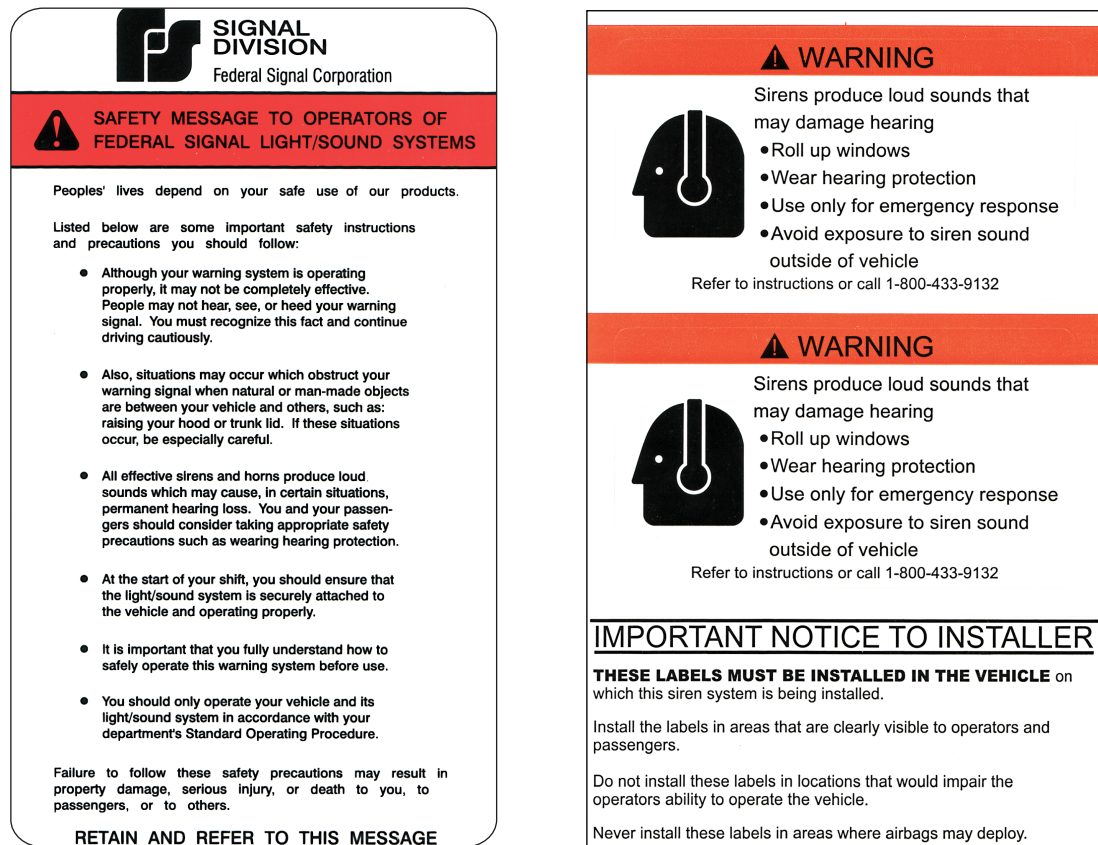 SIGNAL
DIVISION
Federal Signal Corporation
SAFETY MESSAGE TO OPERATORS OF
FEDERAL SIGNAL LIGHT/SOUND SYSTEMS
Peoples' lives depend on your safe use of our products.
Listed below are some important safety instructions
and precautions you should follow:
● Although your warning system is operating
properly, it may not be completely effective.
People may not hear, see, or heed your warning
signal. You must recognize this fact and continue
driving cautiously.
● Also, situations may occur which obstruct your
warning signal when natural or man-made objects
are between your vehicle and others, such as:
raising your hood or trunk lid. If these situations
occur, be especially careful.
● All effective sirens and horns produce loud
sounds which may cause, in certain situations,
permanent hearing loss. You and your passen-
gers should consider taking appropriate safety
precautions such as wearing hearing protection.
● At the start of your shift, you should ensure that
the light/sound system is securely attached to
the vehicle and operating properly.
● It is important that you fully understand how to
safely operate this warning system before use.
● You should only operate your vehicle and its
light/sound system in accordance with your
department's Standard Operating Procedure.
Failure to follow these safety precautions may result in
property damage, serious injury, or death to you, to
passengers, or to others.
RETAIN AND REFER TO THIS MESSAGE
WARNING
Sirens produce loud sounds that
may damage hearing
●Roll up windows
●Wear hearing protection
●Use only for emergency response
●Avoid exposure to siren sound
outside of vehicle
Refer to instructions or call 1-800-433-9132
WARNING
Sirens produce loud sounds that
may damage hearing
●Roll up windows
●Wear hearing protection
●Use only for emergency response
●Avoid exposure to siren sound
outside of vehicle
Refer to instructions or call 1-800-433-9132
IMPORTANT NOTICE TO INSTALLER
THESE LABELS MUST BE INSTALLED IN THE VEHICLE on
which this siren system is being installed.
Install the labels in areas that are clearly visible to operators and
passengers.
Do not install these labels in locations that would impair the
operators ability to operate the vehicle.
Never install these labels in areas where airbags may deploy.